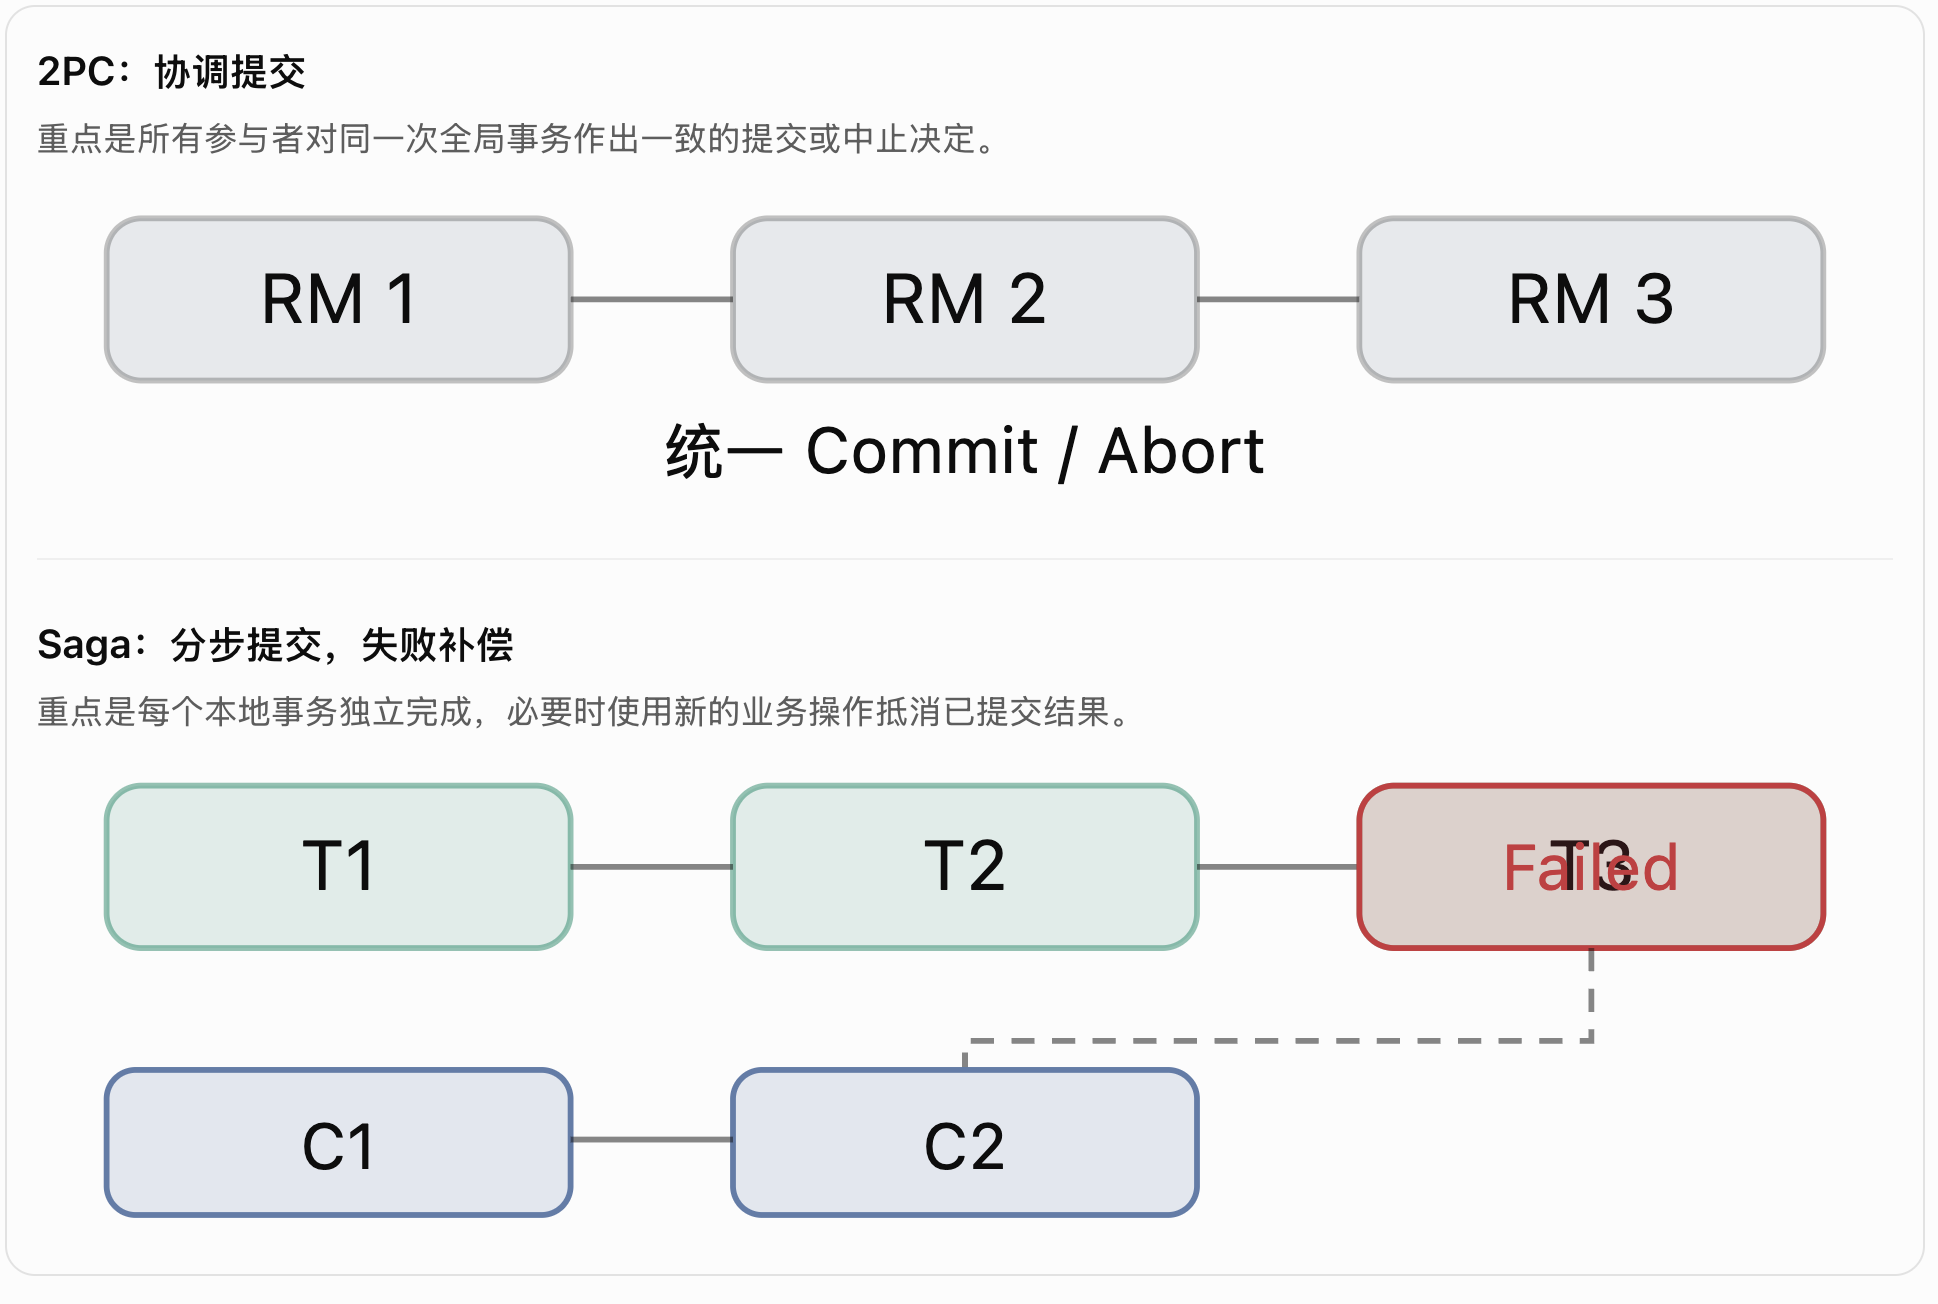 2PC：协调提交
重点是所有参与者对同一次全局事务作出一致的提交或中止决定。
RM 1
RM 2
RM 3
统一 Commit / Abort
Saga：分步提交，失败补偿
重点是每个本地事务独立完成，必要时使用新的业务操作抵消已提交结果。
T1
T2
T3
Failed
C1
C2